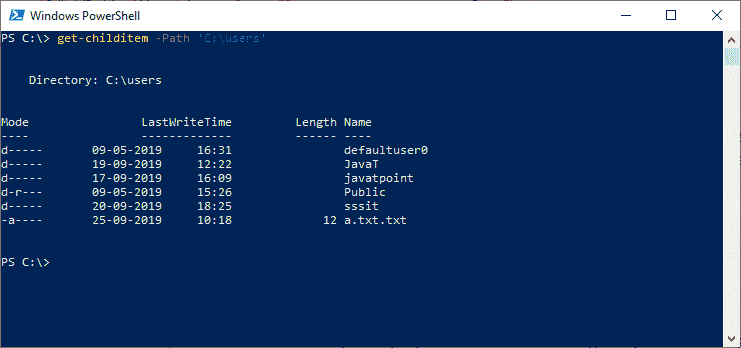 Windows PowerShell
PS C:\> get-childitem -Path 'C:\users'
Directory: C:\users
Mode LastWriteTime Length Name
---- ------------- ------ ----
d----- 09-05-2019 16:31 defaultuser0
d----- 19-09-2019 12:22 JavaT
d----- 17-09-2019 16:09 javatpoint
d-r--- 09-05-2019 15:26 Public
d----- 20-09-2019 18:25 sssit
-a---- 25-09-2019 10:18 12 a.txt.txt
PS C:\>